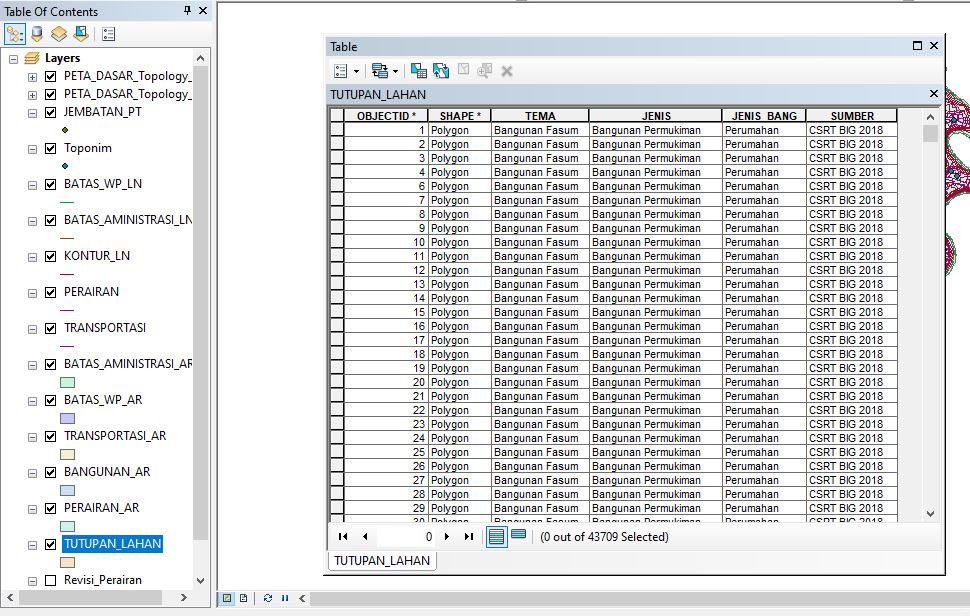 Table Of Contents
Layers
PETA_DASAR_Topology_
PETA_DASAR_Topology_
JEMBATAN_PT
Toponim
BATAS_WP_LN
BATAS_AMINISTRASI_LN
KONTUR_LN
PERAIRAN
TRANSPORTASI
BATAS_AMINISTRASI_AR
BATAS_WP_AR
TRANSPORTASI_AR
BANGUNAN_AR
PERAIRAN_AR
TUTUPAN_LAHAN
Revisi_Perairan
Table
TUTUPAN_LAHAN
OBJECTID * SHAPE * TEMA JENIS JENIS_BANG SUMBER
1 Polygon Bangunan Fasum Bangunan Permukiman Perumahan CSRT BIG 2018
2 Polygon Bangunan Fasum Bangunan Permukiman Perumahan CSRT BIG 2018
3 Polygon Bangunan Fasum Bangunan Permukiman Perumahan CSRT BIG 2018
4 Polygon Bangunan Fasum Bangunan Permukiman Perumahan CSRT BIG 2018
6 Polygon Bangunan Fasum Bangunan Permukiman Perumahan CSRT BIG 2018
7 Polygon Bangunan Fasum Bangunan Permukiman Perumahan CSRT BIG 2018
8 Polygon Bangunan Fasum Bangunan Permukiman Perumahan CSRT BIG 2018
9 Polygon Bangunan Fasum Bangunan Permukiman Perumahan CSRT BIG 2018
10 Polygon Bangunan Fasum Bangunan Permukiman Perumahan CSRT BIG 2018
11 Polygon Bangunan Fasum Bangunan Permukiman Perumahan CSRT BIG 2018
12 Polygon Bangunan Fasum Bangunan Permukiman Perumahan CSRT BIG 2018
13 Polygon Bangunan Fasum Bangunan Permukiman Perumahan CSRT BIG 2018
14 Polygon Bangunan Fasum Bangunan Permukiman Perumahan CSRT BIG 2018
15 Polygon Bangunan Fasum Bangunan Permukiman Perumahan CSRT BIG 2018
16 Polygon Bangunan Fasum Bangunan Permukiman Perumahan CSRT BIG 2018
17 Polygon Bangunan Fasum Bangunan Permukiman Perumahan CSRT BIG 2018
18 Polygon Bangunan Fasum Bangunan Permukiman Perumahan CSRT BIG 2018
19 Polygon Bangunan Fasum Bangunan Permukiman Perumahan CSRT BIG 2018
20 Polygon Bangunan Fasum Bangunan Permukiman Perumahan CSRT BIG 2018
21 Polygon Bangunan Fasum Bangunan Permukiman Perumahan CSRT BIG 2018
22 Polygon Bangunan Fasum Bangunan Permukiman Perumahan CSRT BIG 2018
23 Polygon Bangunan Fasum Bangunan Permukiman Perumahan CSRT BIG 2018
24 Polygon Bangunan Fasum Bangunan Permukiman Perumahan CSRT BIG 2018
25 Polygon Bangunan Fasum Bangunan Permukiman Perumahan CSRT BIG 2018
26 Polygon Bangunan Fasum Bangunan Permukiman Perumahan CSRT BIG 2018
27 Polygon Bangunan Fasum Bangunan Permukiman Perumahan CSRT BIG 2018
28 Polygon Bangunan Fasum Bangunan Permukiman Perumahan CSRT BIG 2018
29 Polygon Bangunan Fasum Bangunan Permukiman Perumahan CSRT BIG 2018
30 Polygon Bangunan Fasum Bangunan Permukiman Perumahan CSRT BIG 2018
0 (0 out of 43709 Selected)
TUTUPAN_LAHAN